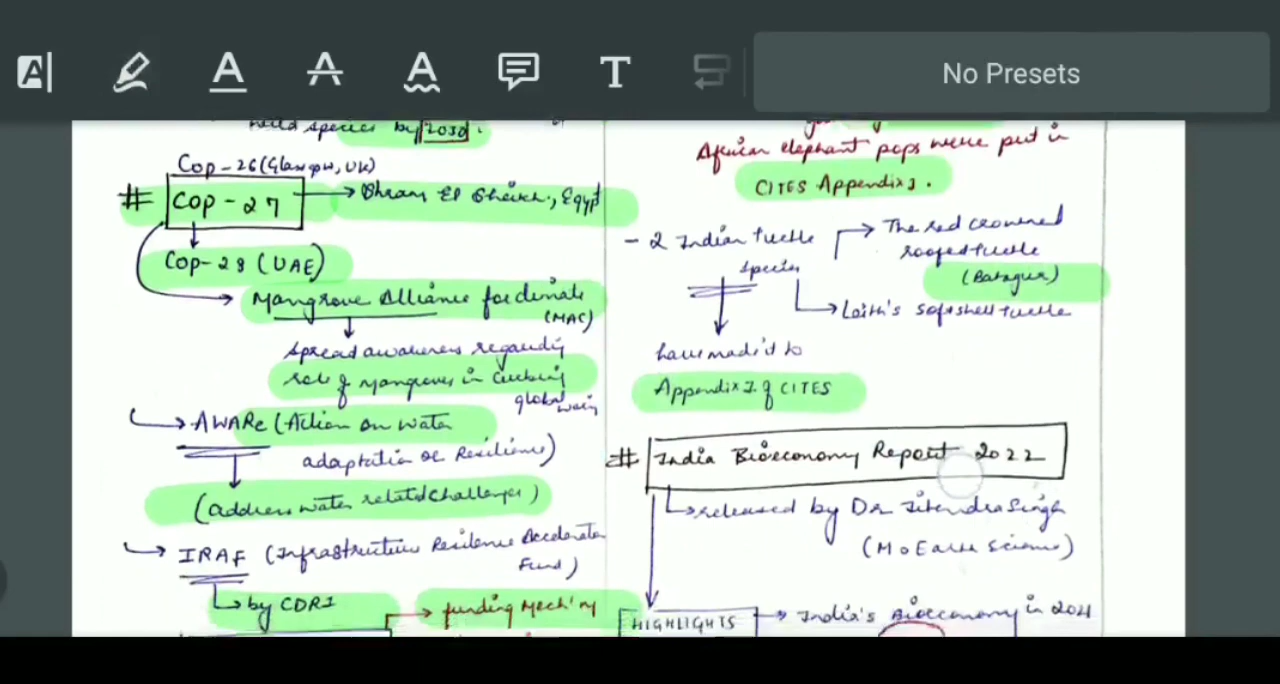 No Presets
wild species by 2030.
Cop-26 (Glasgow, UK)
# Cop-27 → Sharm El Sheikh, Egypt
Cop-28 (UAE)
Mangrove Alliance for Climate
(MAC)
Spread awareness regarding
role of Mangroves in curbing
global
AWARe (Action on Water
adaptation or Resilience)
(address water related challenges)
IRAF (Infrastructure Resilience Accelerator
Fund)
by CDRI → funding Mech'm
African elephant pops were put in
CITES Appendix I.
- 2 Indian turtle species
The red crowned
roofed turtle
(Batagur)
Leith's softshell turtle
have made it to
Appendix I of CITES
# India Bioeconomy Report 2022
released by Dr Jitendra Singh
(MoEarth Science)
HIGHLIGHTS → India's Bioeconomy in 2021